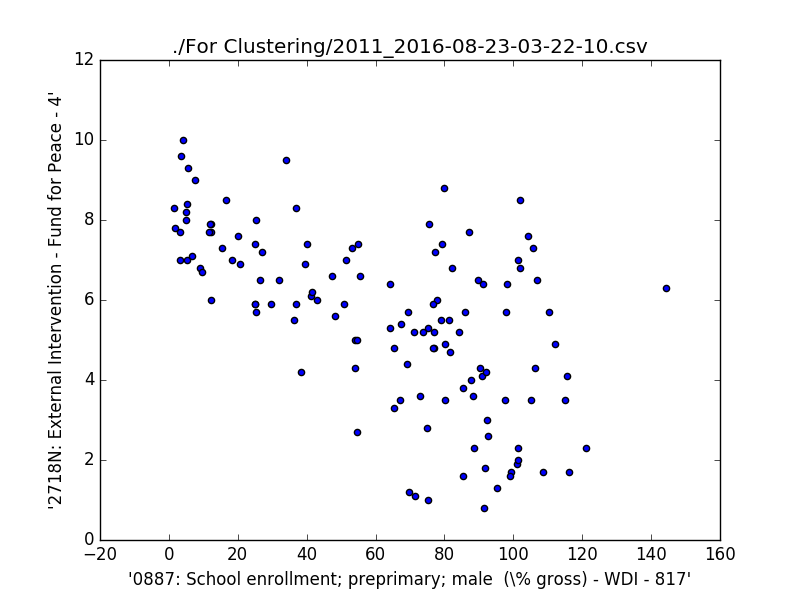 ./For Clustering/2011_2016-08-23-03-22-10.csv
12
10
8
6
4
2
0
'2718N: External Intervention - Fund for Peace - 4'
−20 0 20 40 60 80 100 120 140 160
'0887: School enrollment; preprimary; male  (\% gross) - WDI - 817'